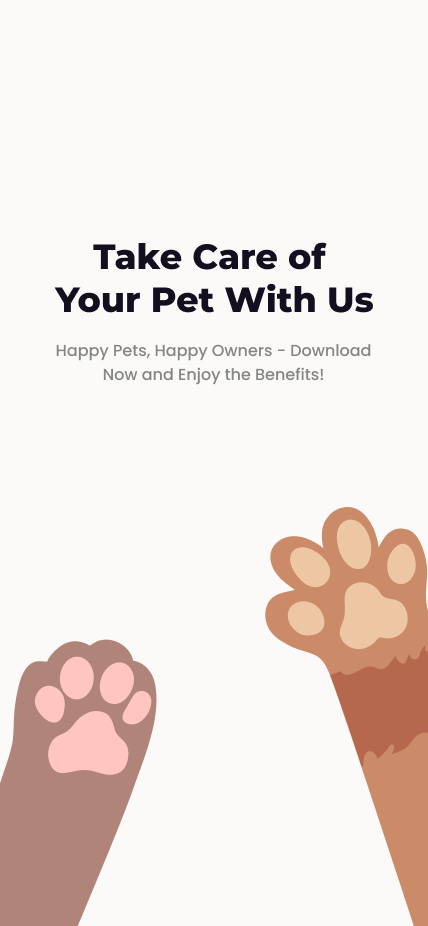 Take Care of
Your Pet With Us
Happy Pets, Happy Owners - Download
Now and Enjoy the Benefits!